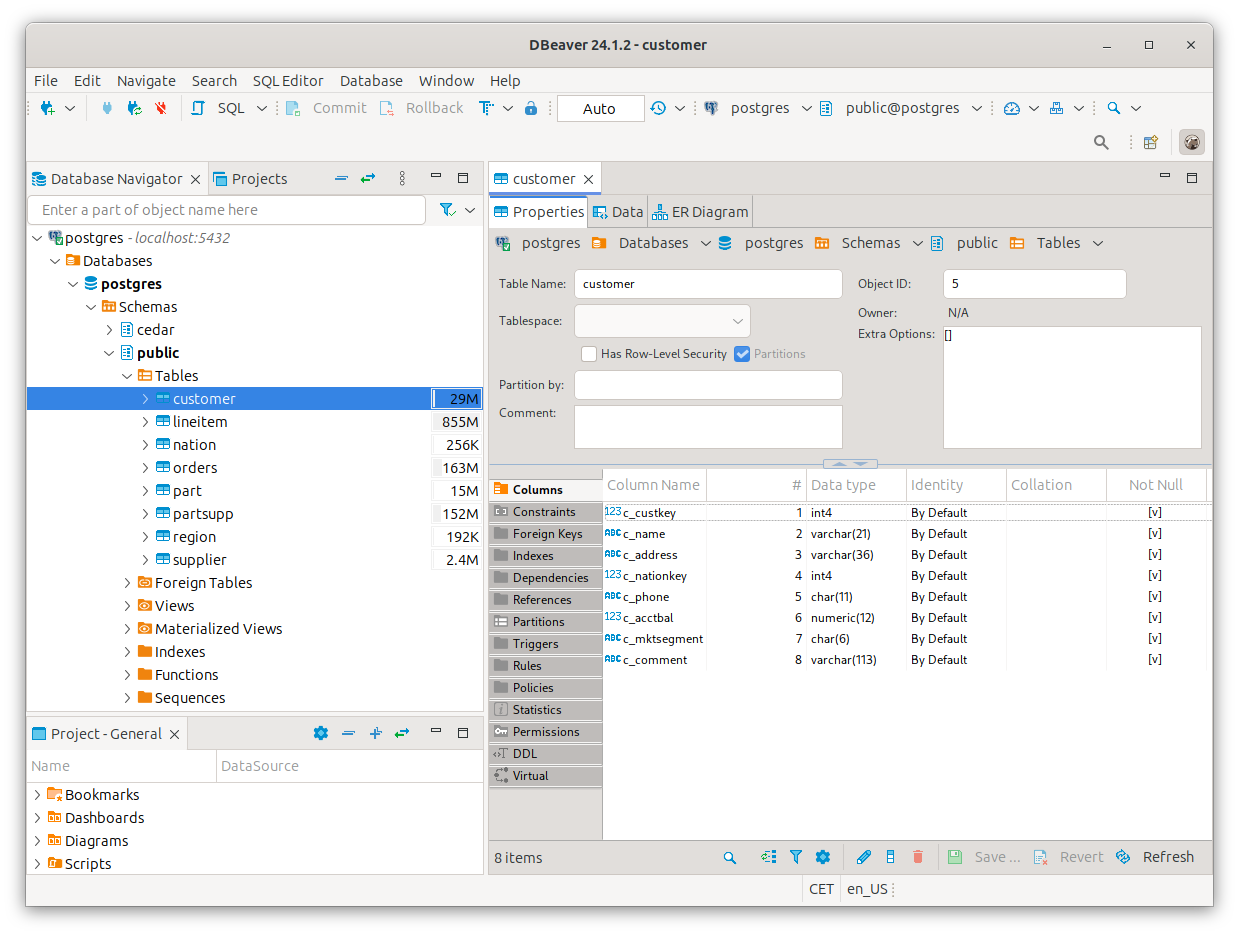 DBeaver 24.1.2 - customer
File Edit Navigate Search SQL Editor Database Window Help
SQL Commit Rollback Auto postgres public@postgres
Database Navigator Projects
Enter a part of object name here
postgres - localhost:5432
Databases
postgres
Schemas
cedar
public
Tables
customer 29M
lineitem 855M
nation 256K
orders 163M
part 15M
partsupp 152M
region 192K
supplier 2.4M
Foreign Tables
Views
Materialized Views
Indexes
Functions
Sequences
Project - General
Name DataSource
Bookmarks
Dashboards
Diagrams
Scripts
customer
Properties Data ER Diagram
postgres Databases postgres Schemas public Tables
Table Name: customer
Object ID: 5
Tablespace:
Owner: N/A
Extra Options: []
Has Row-Level Security Partitions
Partition by:
Comment:
Columns
Constraints
Foreign Keys
Indexes
Dependencies
References
Partitions
Triggers
Rules
Policies
Statistics
Permissions
DDL
Virtual
Column Name # Data type Identity Collation Not Null
123 c_custkey 1 int4 By Default [v]
ABC c_name 2 varchar(21) By Default [v]
ABC c_address 3 varchar(36) By Default [v]
123 c_nationkey 4 int4 By Default [v]
ABC c_phone 5 char(11) By Default [v]
123 c_acctbal 6 numeric(12) By Default [v]
ABC c_mktsegment 7 char(6) By Default [v]
ABC c_comment 8 varchar(113) By Default [v]
8 items Save ... Revert Refresh
CET en_US